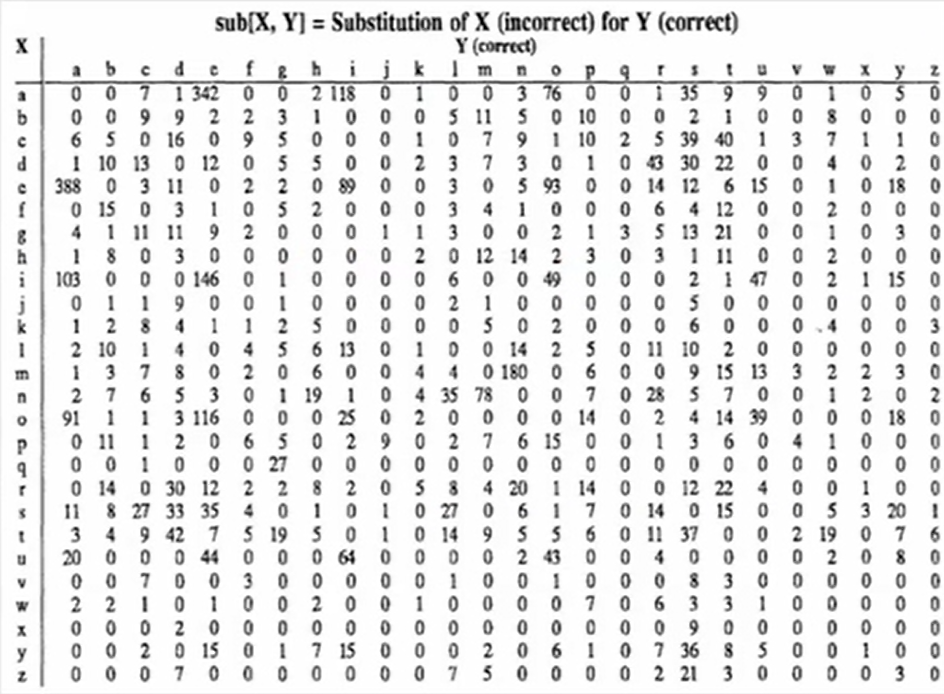 sub[X, Y] = Substitution of X (incorrect) for Y (correct)
X Y (correct)
a b c d e f g h i j k l m n o p q r s t u v w x y z
a 0 0 7 1 342 0 0 2 118 0 1 0 0 3 76 0 0 1 35 9 9 0 1 0 5 0
b 0 0 9 9 2 2 3 1 0 0 0 5 11 5 0 10 0 0 2 1 0 0 8 0 0 0
c 6 5 0 16 0 9 5 0 0 0 1 0 7 9 1 10 2 5 39 40 1 3 7 1 1 0
d 1 10 13 0 12 0 5 5 0 0 2 3 7 3 0 1 0 43 30 22 0 0 4 0 2 0
e 388 0 3 11 0 2 2 0 89 0 0 3 0 5 93 0 0 14 12 6 15 0 1 0 18 0
f 0 15 0 3 1 0 5 2 0 0 0 3 4 1 0 0 0 6 4 12 0 0 2 0 0 0
g 4 1 11 11 9 2 0 0 0 1 1 3 0 0 2 1 3 5 13 21 0 0 1 0 3 0
h 1 8 0 3 0 0 0 0 0 0 2 0 12 14 2 3 0 3 1 11 0 0 2 0 0 0
i 103 0 0 0 146 0 1 0 0 0 0 6 0 0 49 0 0 0 2 1 47 0 2 1 15 0
j 0 1 1 9 0 0 1 0 0 0 0 2 1 0 0 0 0 0 5 0 0 0 0 0 0 0
k 1 2 8 4 1 1 2 5 0 0 0 0 5 0 2 0 0 0 6 0 0 0 4 0 0 3
l 2 10 1 4 0 4 5 6 13 0 1 0 0 14 2 5 0 11 10 2 0 0 0 0 0 0
m 1 3 7 8 0 2 0 6 0 0 4 4 0 180 0 6 0 0 9 15 13 3 2 2 3 0
n 2 7 6 5 3 0 1 19 1 0 4 35 78 0 0 7 0 28 5 7 0 0 1 2 0 2
o 91 1 1 3 116 0 0 0 25 0 2 0 0 0 0 14 0 2 4 14 39 0 0 0 18 0
p 0 11 1 2 0 6 5 0 2 9 0 2 7 6 15 0 0 1 3 6 0 4 1 0 0 0
q 0 0 1 0 0 0 27 0 0 0 0 0 0 0 0 0 0 0 0 0 0 0 0 0 0 0
r 0 14 0 30 12 2 2 8 2 0 5 8 4 20 1 14 0 0 12 22 4 0 0 1 0 0
s 11 8 27 33 35 4 0 1 0 1 0 27 0 6 1 7 0 14 0 15 0 0 5 3 20 1
t 3 4 9 42 7 5 19 5 0 1 0 14 9 5 5 6 0 11 37 0 0 2 19 0 7 6
u 20 0 0 0 44 0 0 0 64 0 0 0 0 2 43 0 0 4 0 0 0 0 2 0 8 0
v 0 0 7 0 0 3 0 0 0 0 0 1 0 0 1 0 0 0 8 3 0 0 0 0 0 0
w 2 2 1 0 1 0 0 2 0 0 1 0 0 0 0 7 0 6 3 3 1 0 0 0 0 0
x 0 0 0 2 0 0 0 0 0 0 0 0 0 0 0 0 0 0 9 0 0 0 0 0 0 0
y 0 0 2 0 15 0 1 7 15 0 0 0 2 0 6 1 0 7 36 8 5 0 0 1 0 0
z 0 0 0 7 0 0 0 0 0 0 0 7 5 0 0 0 0 2 21 3 0 0 0 0 3 0